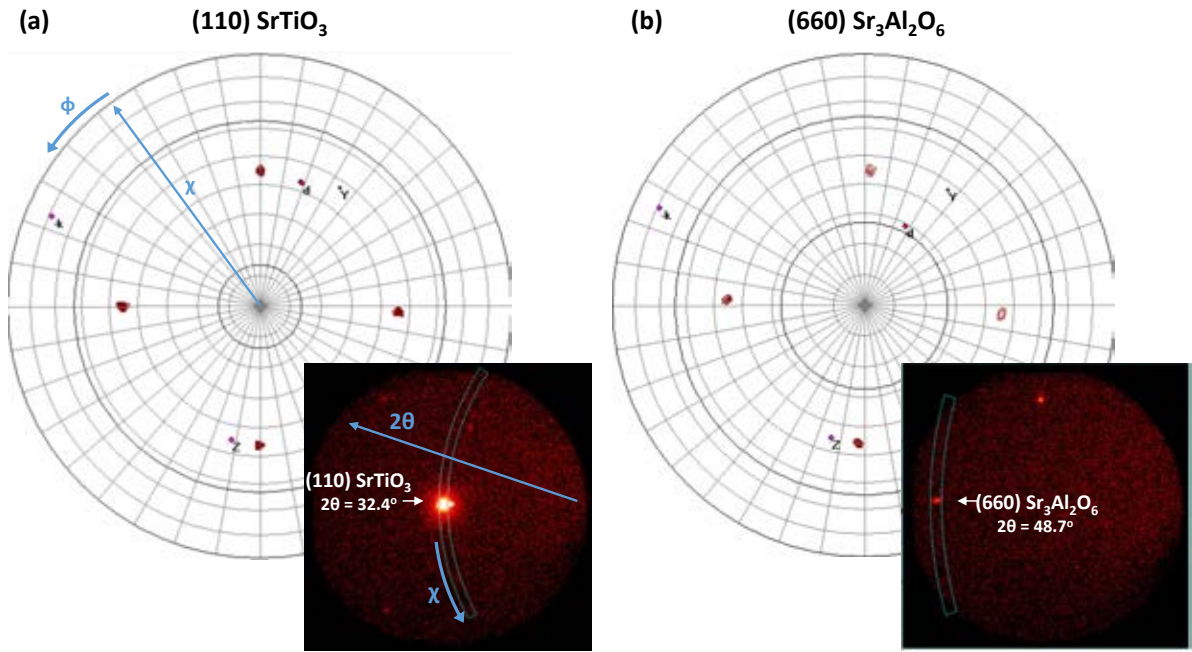 (a) (110) SrTiO₃
ϕ
χ
Y
Z
2θ
(110) SrTiO₃
2θ = 32.4°
χ
(b) (660) Sr₃Al₂O₆
Y
Z
(660) Sr₃Al₂O₆
2θ = 48.7°